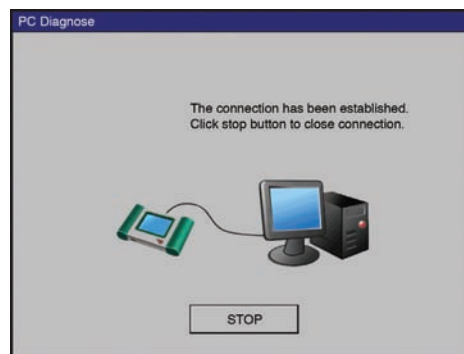 PC Diagnose
The connection has been established.
Click stop button to close connection.
STOP